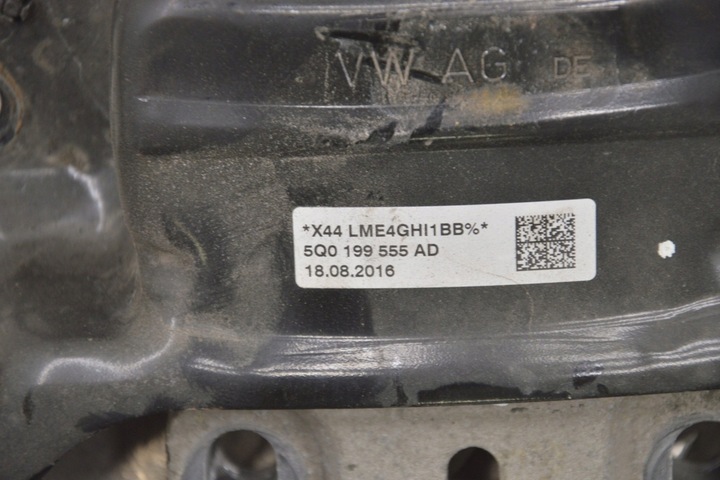 VW AG DE
*X44 LME4GHI1BB%*
5Q0 199 555 AD
18.08.2016